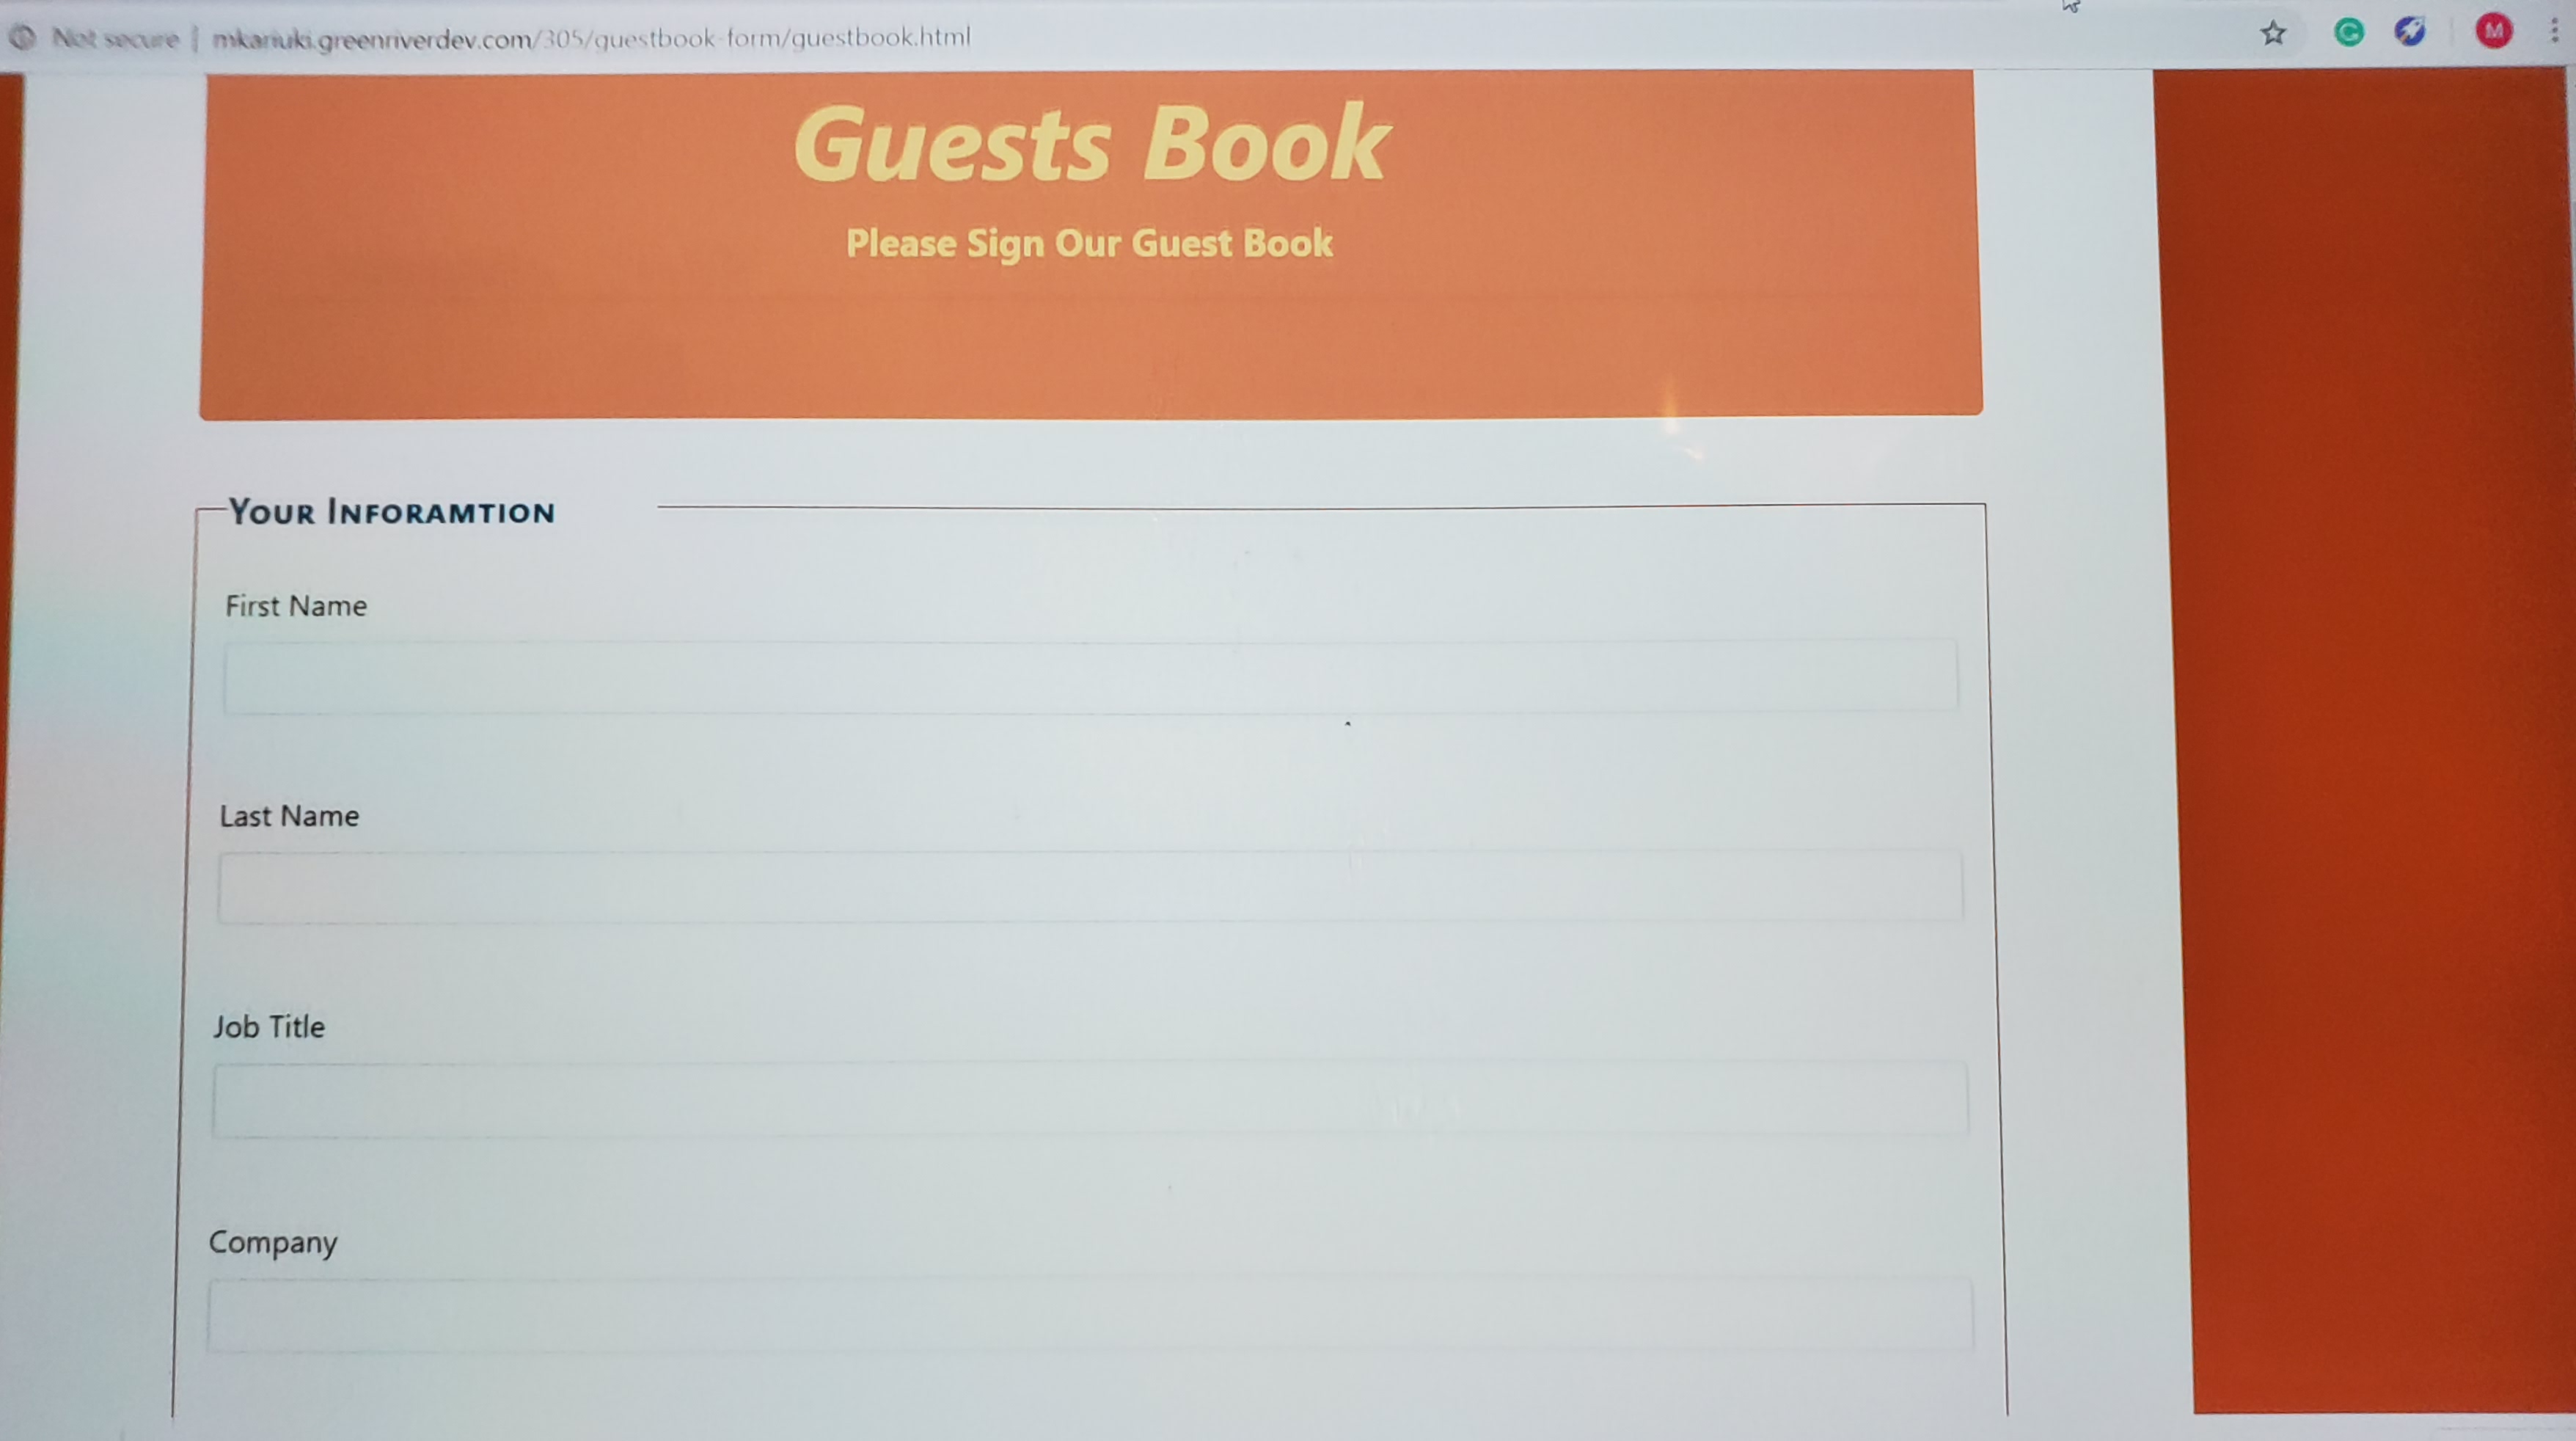 Not secure | mkariuki.greenriverdev.com/305/guestbook-form/guestbook.html
M
Guests Book
Please Sign Our Guest Book
Your Inforamtion
First Name
Last Name
Job Title
Company